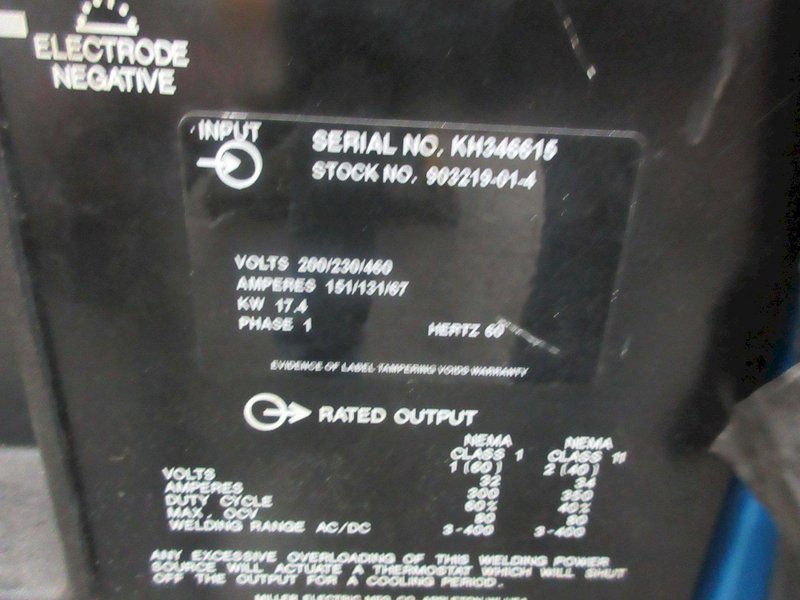 ELECTRODE
NEGATIVE
INPUT
SERIAL NO. KH346615
STOCK NO. 903219-01-4
VOLTS 200/230/460
AMPERES 151/131/67
KW 17.4
PHASE 1 HERTZ 60
EVIDENCE OF LABEL TAMPERING VOIDS WARRANTY
RATED OUTPUT
NEMA NEMA
CLASS 1 CLASS 11
1 (60) 2 (40)
VOLTS 32 34
AMPERES 300 350
DUTY CYCLE 60% 40%
MAX. OCV 80 80
WELDING RANGE AC/DC 3-400 3-400
ANY EXCESSIVE OVERLOADING OF THIS WELDING POWER
SOURCE WILL ACTUATE A THERMOSTAT WHICH WILL SHUT
OFF THE OUTPUT FOR A COOLING PERIOD.
MILLER ELECTRIC MFG. CO.